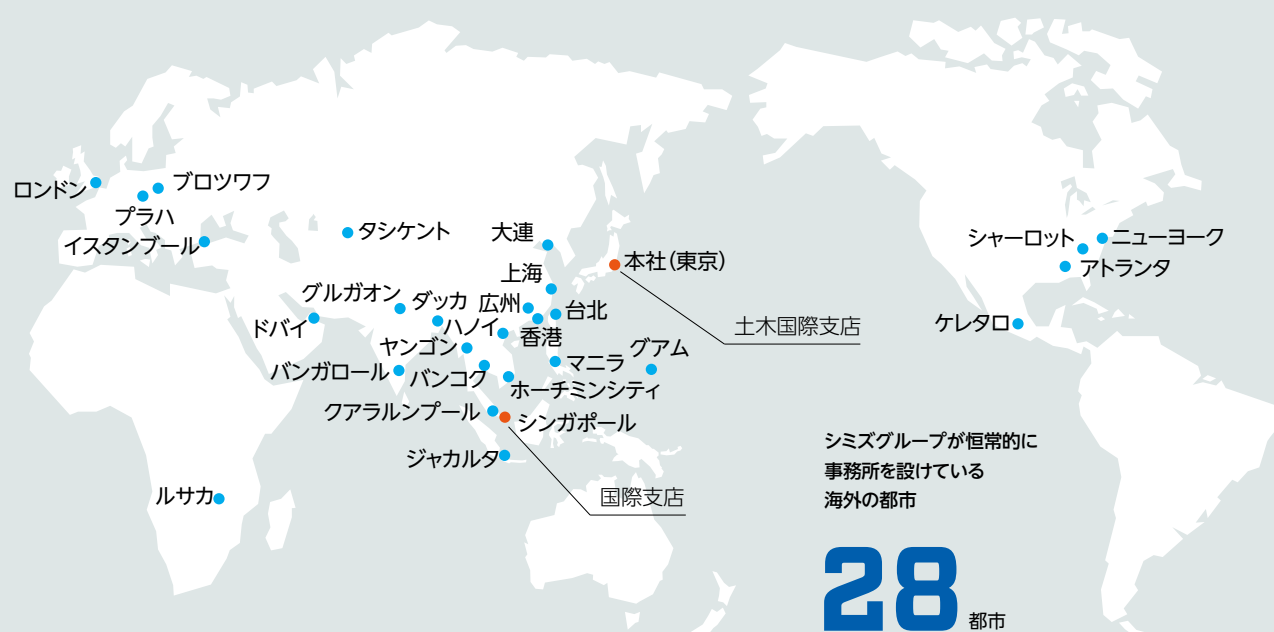 ロンドン
ブロツワフ
プラハ
イスタンブール
タシケント
大連
本社(東京)
上海
グルガオン
ダッカ
広州
台北
ドバイ
ハノイ
香港
ヤンゴン
マニラ
グアム
バンガロール
バンコク
ホーチミンシティ
クアラルンプール
シンガポール
ジャカルタ
ルサカ
土木国際支店
国際支店
シャーロット
ニューヨーク
アトランタ
ケレタロ
シミズグループが恒常的に
事務所を設けている
海外の都市
28都市